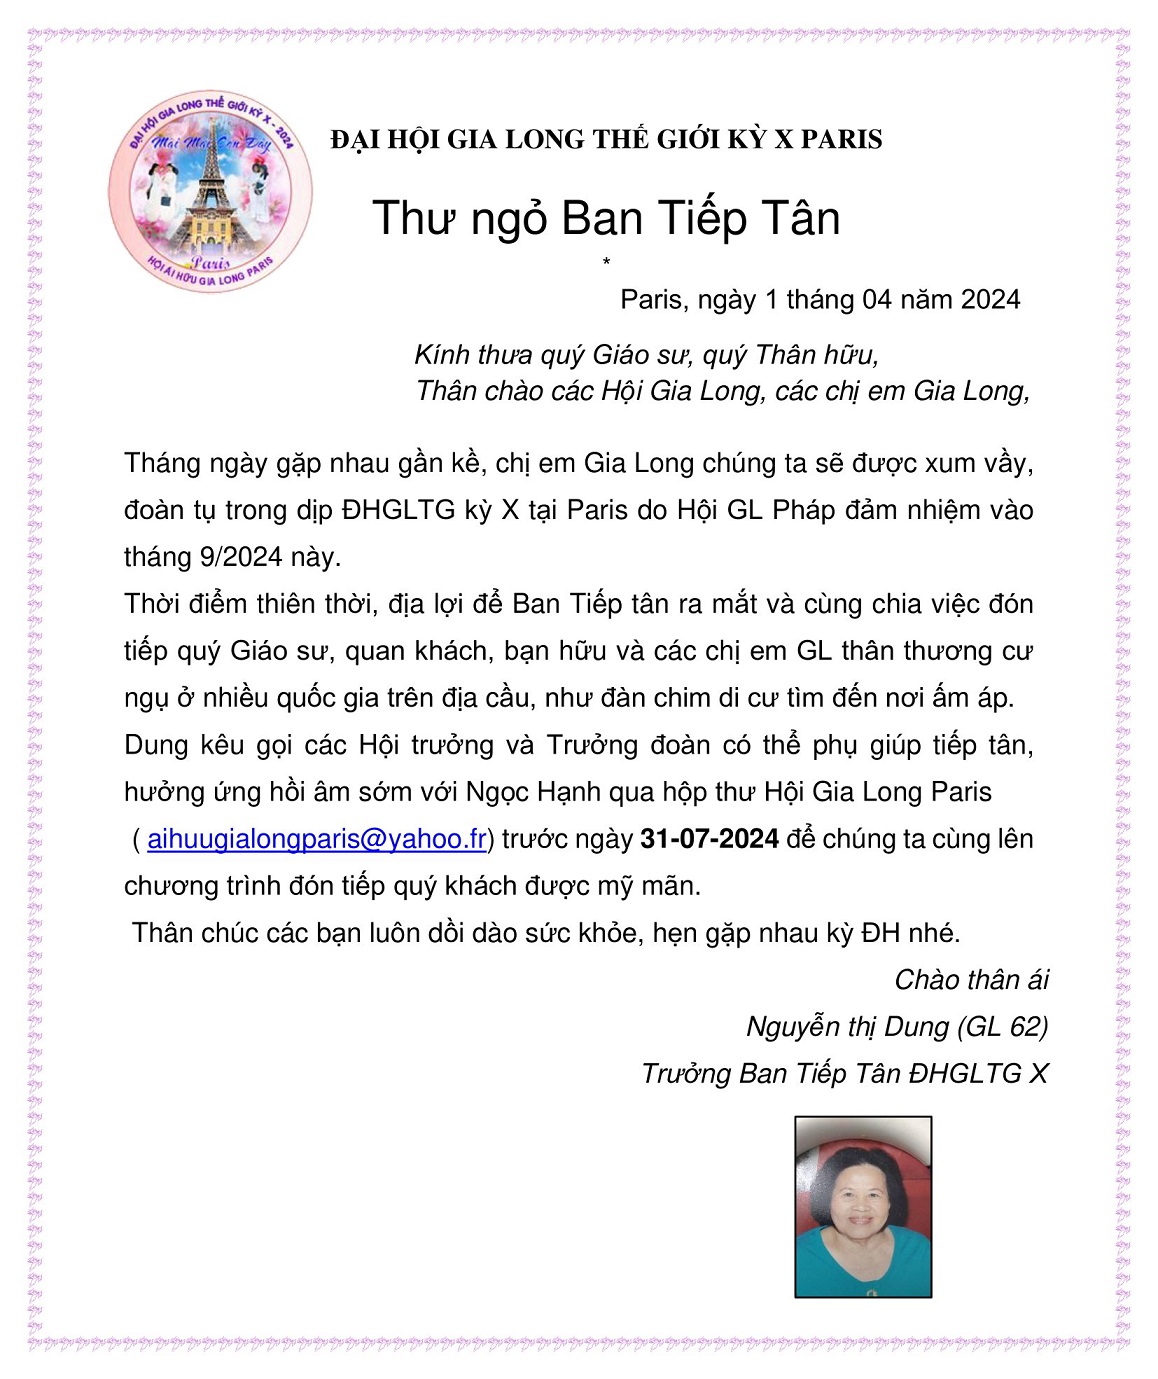 ĐẠI HỘI GIA LONG THẾ GIỚI KỲ X - 2024
Mãi Mãi Còn Đây
Paris
HỘI ÁI HỮU GIA LONG PARIS
ĐẠI HỘI GIA LONG THẾ GIỚI KỲ X PARIS
Thư ngỏ Ban Tiếp Tân
*
Paris, ngày 1 tháng 04 năm 2024
Kính thưa quý Giáo sư, quý Thân hữu,
Thân chào các Hội Gia Long, các chị em Gia Long,
Tháng ngày gặp nhau gần kề, chị em Gia Long chúng ta sẽ được xum vầy,
đoàn tụ trong dịp ĐHGLTG kỳ X tại Paris do Hội GL Pháp đảm nhiệm vào
tháng 9/2024 này.
Thời điểm thiên thời, địa lợi để Ban Tiếp tân ra mắt và cùng chia việc đón
tiếp quý Giáo sư, quan khách, bạn hữu và các chị em GL thân thương cư
ngụ ở nhiều quốc gia trên địa cầu, như đàn chim di cư tìm đến nơi ấm áp.
Dung kêu gọi các Hội trưởng và Trưởng đoàn có thể phụ giúp tiếp tân,
hưởng ứng hồi âm sớm với Ngọc Hạnh qua hộp thư Hội Gia Long Paris
( aihuugialongparis@yahoo.fr) trước ngày 31-07-2024 để chúng ta cùng lên
chương trình đón tiếp quý khách được mỹ mãn.
Thân chúc các bạn luôn dồi dào sức khỏe, hẹn gặp nhau kỳ ĐH nhé.
Chào thân ái
Nguyễn thị Dung (GL 62)
Trưởng Ban Tiếp Tân ĐHGLTG X